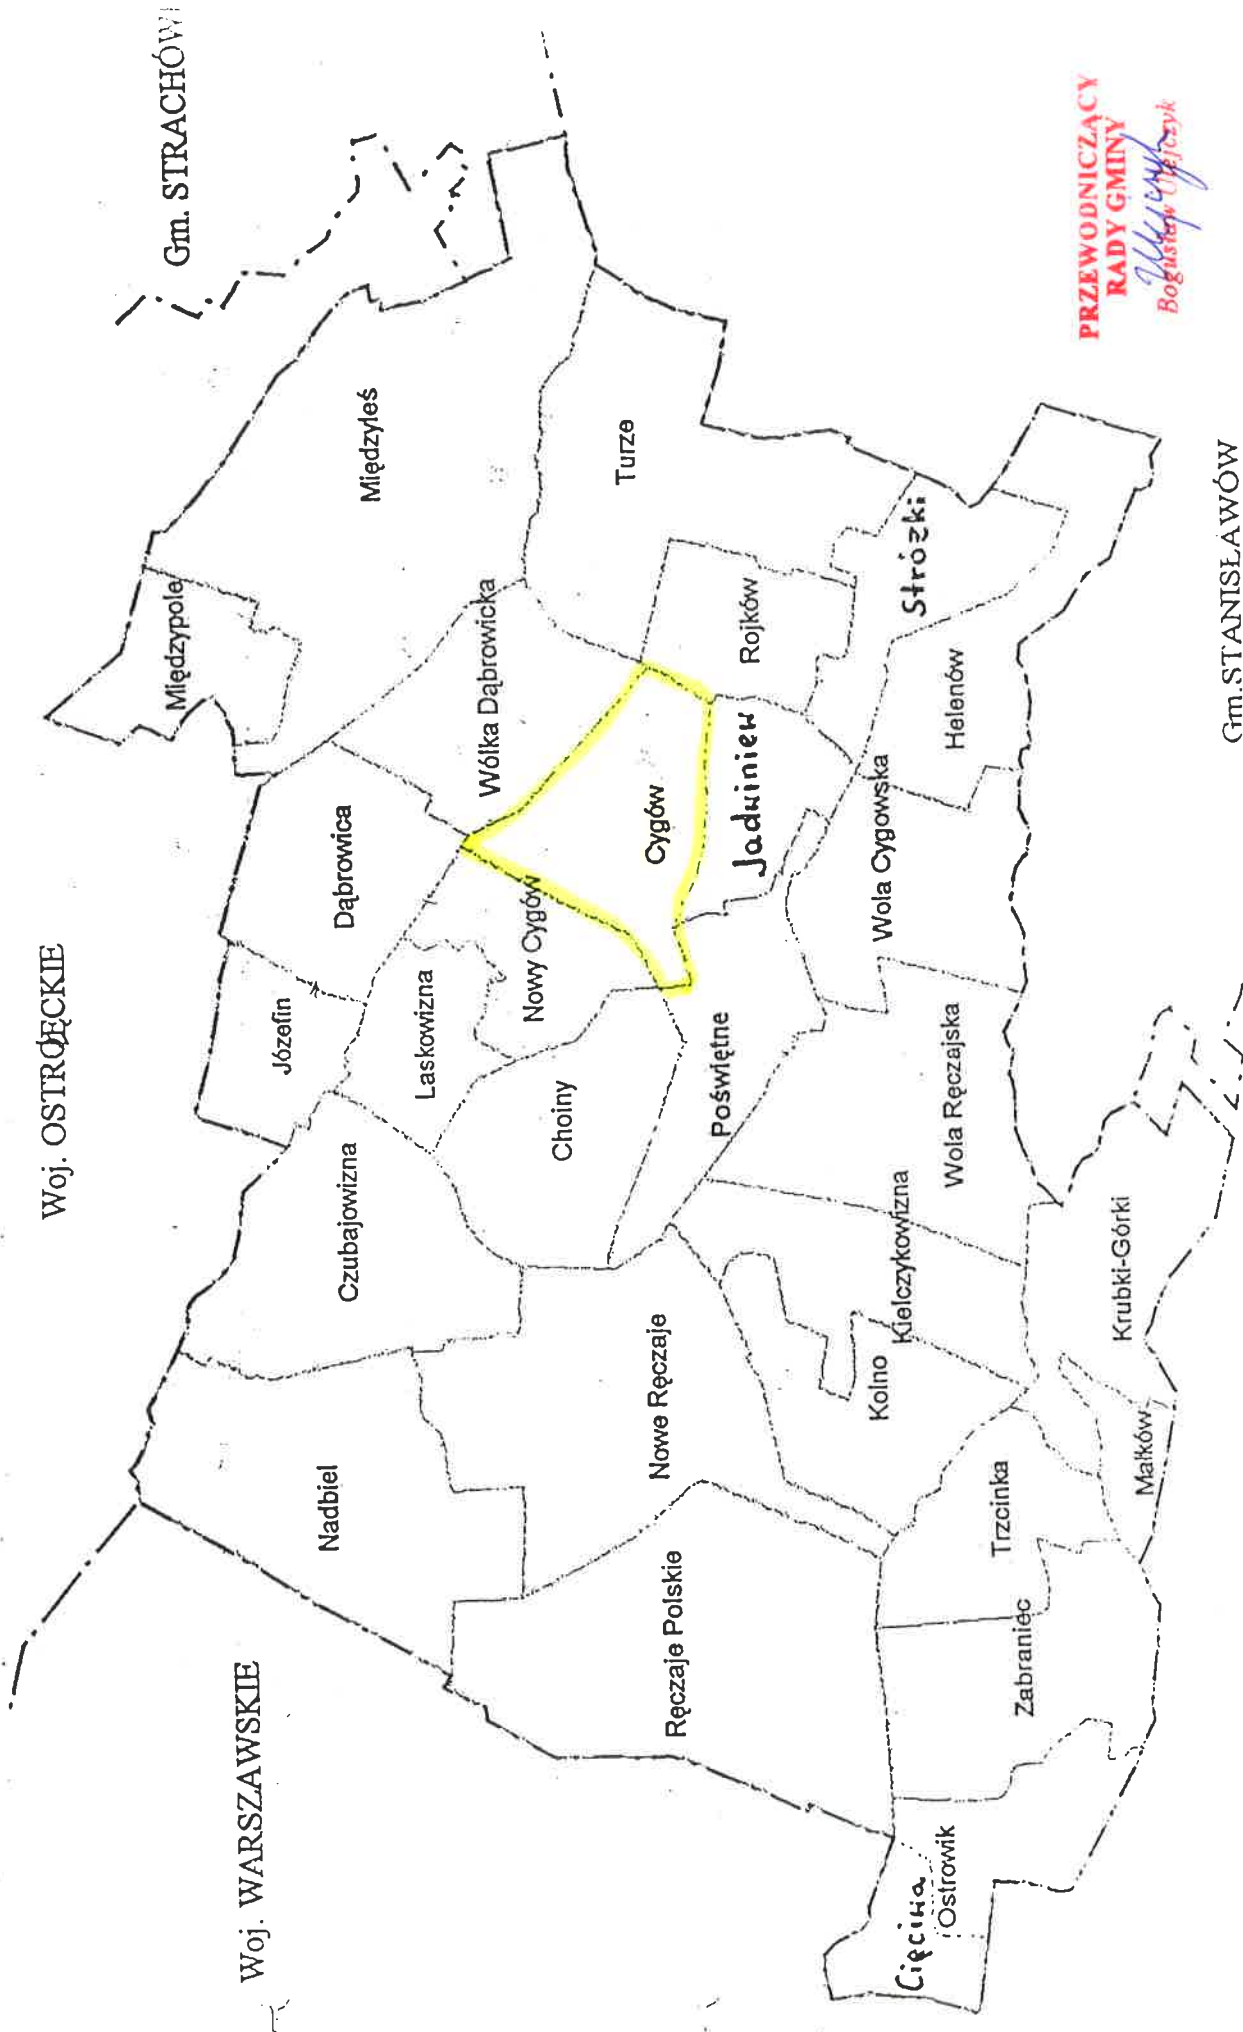 Gm. STRACHÓW
Woj. OSTROĘCKIE
Woj. WARSZAWSKIE
Międzypole
Międzyleś
Dąbrowica
Józefin
Czubajowizna
Nadbiel
Wólka Dąbrowicka
Turze
Laskowizna
Nowy Cygów
Choiny
Cygów
Rojków
Jadwiniew
Stróżki
Poświętne
Nowe Ręczaje
Ręczaje Polskie
Wola Cygowska
Helenów
Wola Ręczajska
Kielczykowizna
Kolno
Trzcinka
Zabraniec
Krubki-Górki
Małków
Cięciwa
Ostrowik
Gm.STANISŁAWÓW
PRZEWODNICZĄCY
RADY GMINY
Bogusław